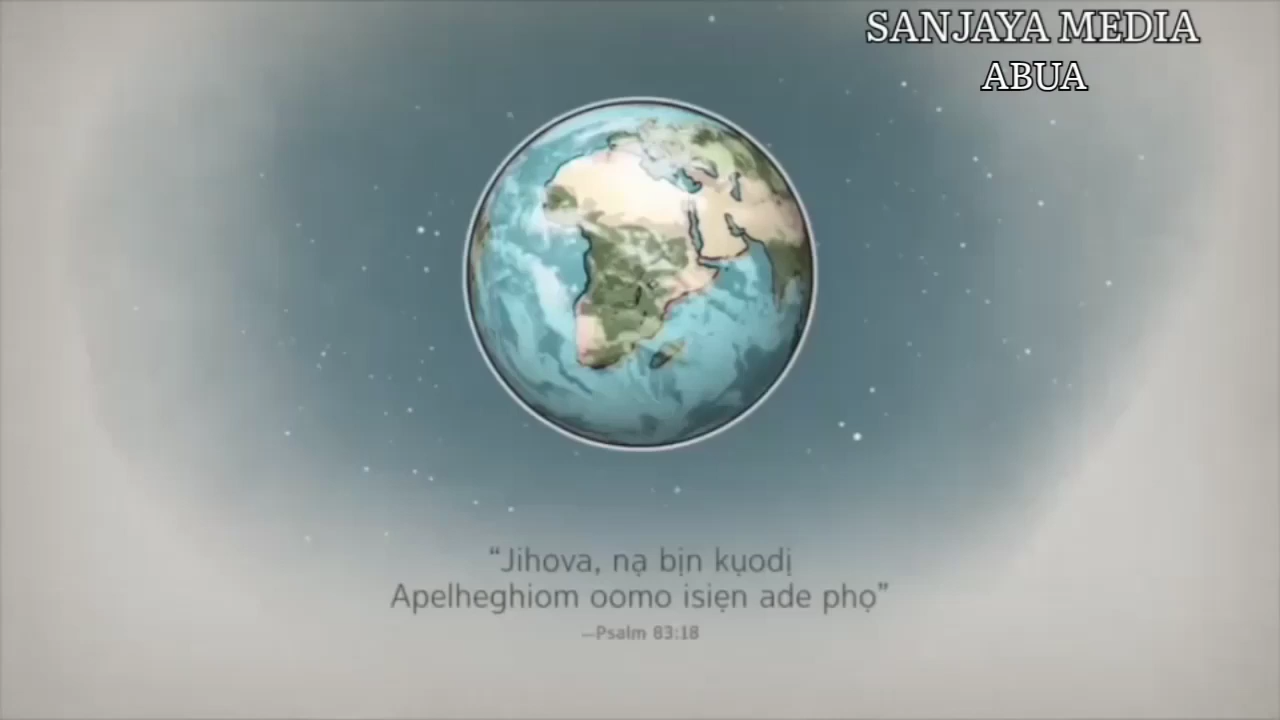 SANJAYA MEDIA
ABUA
“Jihova, nạ bịn kụodị
Apelheghiom oomo isiẹn ade phọ”
—Psalm 83:18